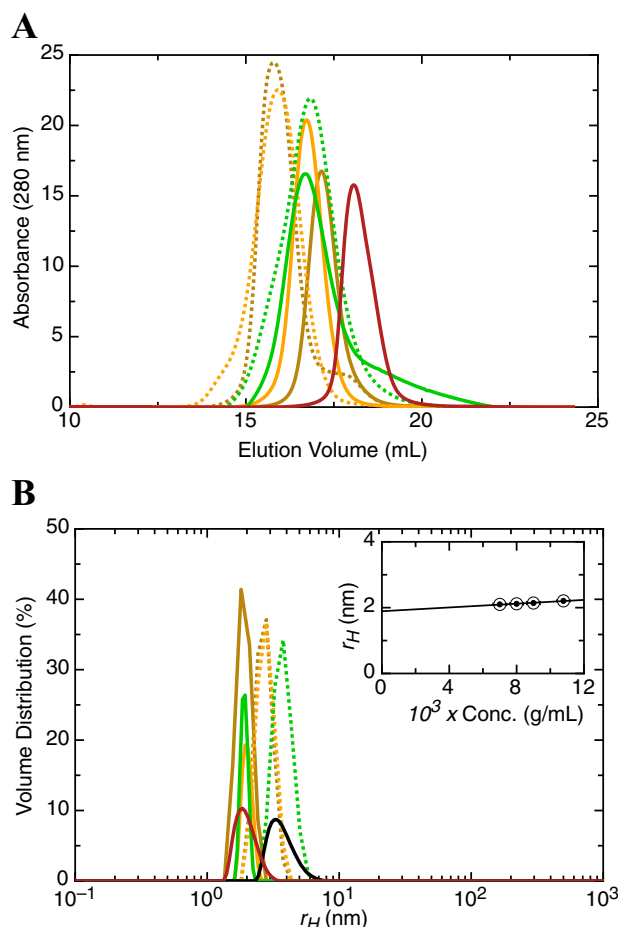 A
25
20
15
10
5
0
Absorbance (280 nm)
10 15 20 25
Elution Volume (mL)
B
50
40
30
20
10
0
Volume Distribution (%)
10⁻¹ 10⁰ 10¹ 10² 10³
r_H (nm)
4
2
0
r_H (nm)
0 4 8 12
10³ x Conc. (g/mL)